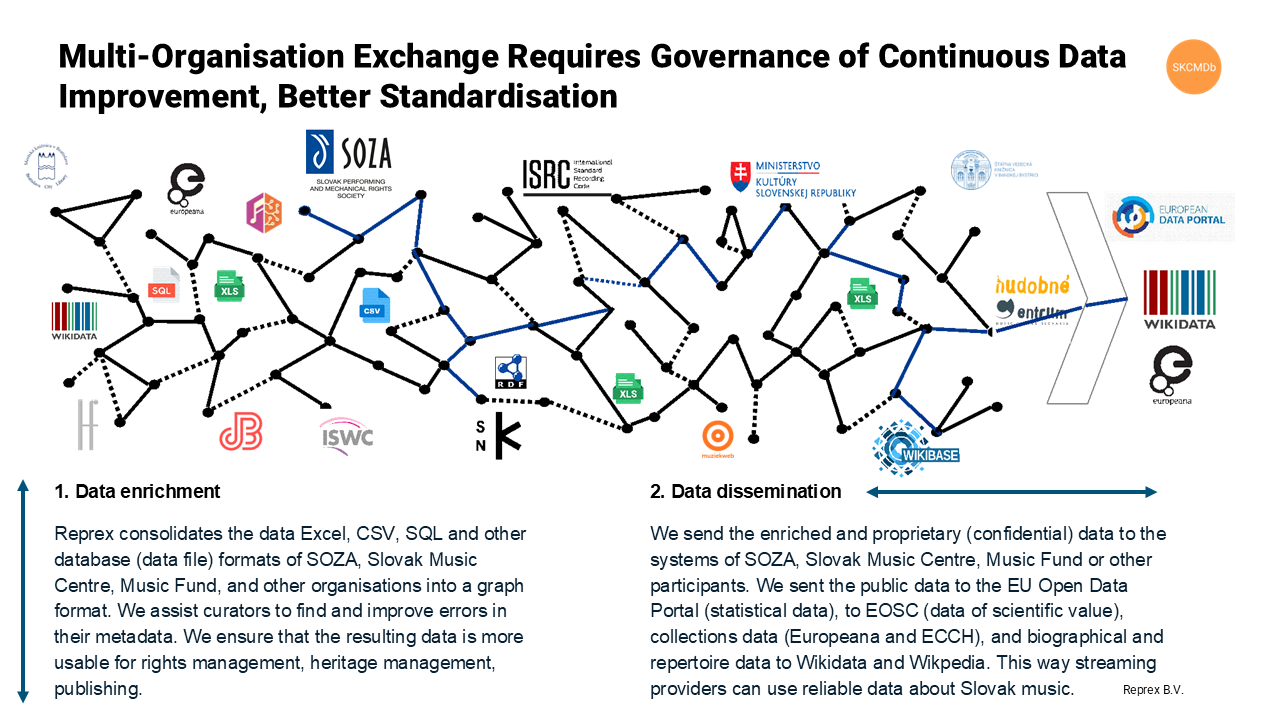 Multi-Organisation Exchange Requires Governance of Continuous Data
Improvement, Better Standardisation
SKCMDb
SOZA
SLOVAK PERFORMING
AND MECHANICAL RIGHTS
SOCIETY
europeana
ISRC
International
Standard
Recording
Code
MINISTERSTVO
KULTÚRY
SLOVENSKEJ REPUBLIKY
ŠTÁTNA VEDECKÁ
KNIŽNICA
V BANSKEJ BYSTRICI
EUROPEAN
DATA PORTAL
SQL
XLS
CSV
XLS
hudobné
centrum
WIKIDATA
WIKIDATA
RDF
XLS
europeana
hf
ISWC
S
N
K
muziekweb
WIKIBASE
1. Data enrichment
Reprex consolidates the data Excel, CSV, SQL and other
database (data file) formats of SOZA, Slovak Music
Centre, Music Fund, and other organisations into a graph
format. We assist curators to find and improve errors in
their metadata. We ensure that the resulting data is more
usable for rights management, heritage management,
publishing.
2. Data dissemination
We send the enriched and proprietary (confidential) data to the
systems of SOZA, Slovak Music Centre, Music Fund or other
participants. We sent the public data to the EU Open Data
Portal (statistical data), to EOSC (data of scientific value),
collections data (Europeana and ECCH), and biographical and
repertoire data to Wikidata and Wikpedia. This way streaming
providers can use reliable data about Slovak music.
Reprex B.V.